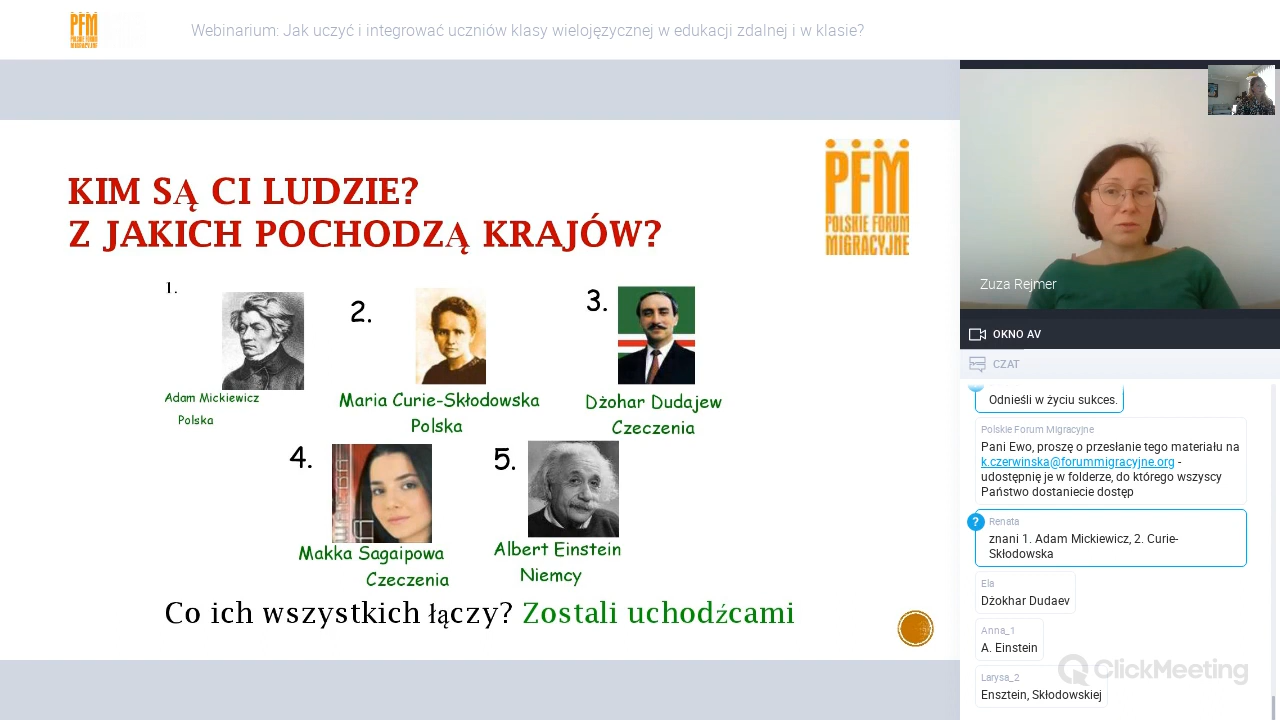 PFM
POLSKIE FORUM
MIGRACYJNE
Webinarium: Jak uczyć i integrować uczniów klasy wielojęzycznej w edukacji zdalnej i w klasie?
PFM
POLSKIE FORUM
MIGRACYJNE
KIM SĄ CI LUDZIE?
Z JAKICH POCHODZĄ KRAJÓW?
1.
2.
3.
Adam Mickiewicz
Polska
Maria Curie-Skłodowska
Polska
Dżohar Dudajew
Czeczenia
4.
5.
Makka Sagaipowa
Czeczenia
Albert Einstein
Niemcy
Co ich wszystkich łączy? Zostali uchodźcami
Zuza Rejmer
OKNO AV
CZAT
Odnieśli w życiu sukces.
Polskie Forum Migracyjne
Pani Ewo, proszę o przesłanie tego materiału na
k.czerwinska@forummigracyjne.org -
udostępnię je w folderze, do którego wszyscy
Państwo dostaniecie dostęp
?
Renata
znani 1. Adam Mickiewicz, 2. Curie-
Skłodowska
Ela
Dżokhar Dudaev
Anna_1
A. Einstein
Larysa_2
Ensztein, Skłodowskiej
ClickMeeting